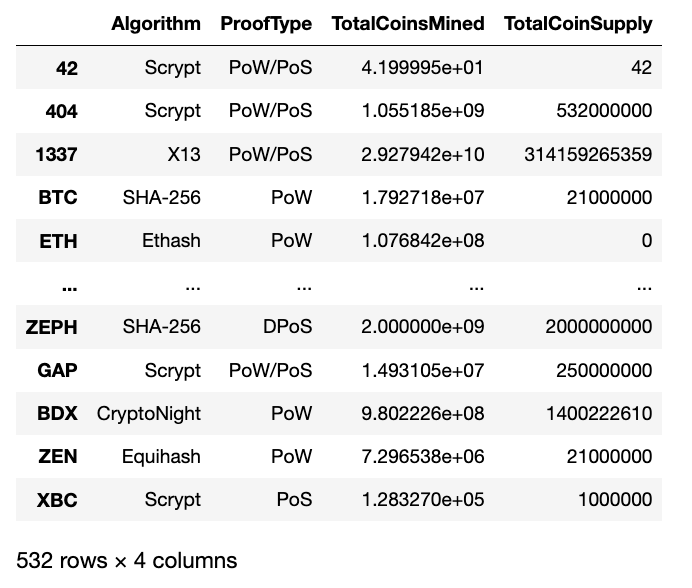 Algorithm ProofType TotalCoinsMined TotalCoinSupply
42 Scrypt PoW/PoS 4.199995e+01 42
404 Scrypt PoW/PoS 1.055185e+09 532000000
1337 X13 PoW/PoS 2.927942e+10 314159265359
BTC SHA-256 PoW 1.792718e+07 21000000
ETH Ethash PoW 1.076842e+08 0
... ... ... ... ...
ZEPH SHA-256 DPoS 2.000000e+09 2000000000
GAP Scrypt PoW/PoS 1.493105e+07 250000000
BDX CryptoNight PoW 9.802226e+08 1400222610
ZEN Equihash PoW 7.296538e+06 21000000
XBC Scrypt PoS 1.283270e+05 1000000
532 rows × 4 columns